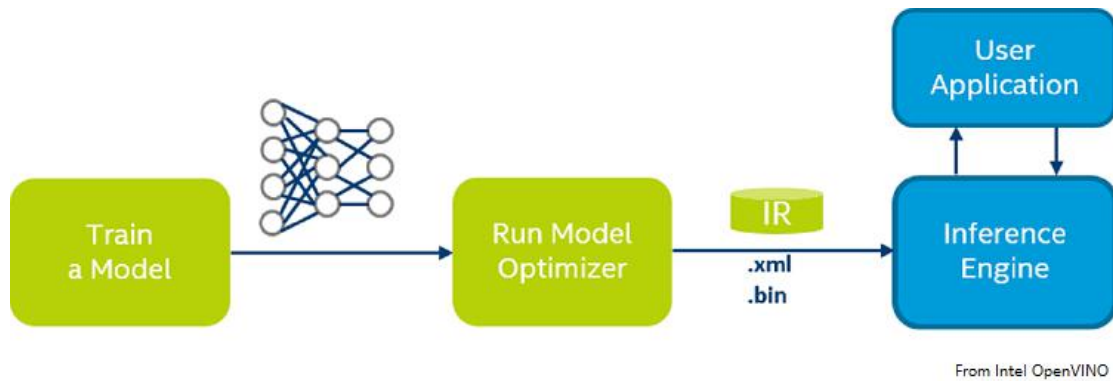 User
Application
Train
a Model
Run Model
Optimizer
IR
.xml
.bin
Inference
Engine
From Intel OpenVINO